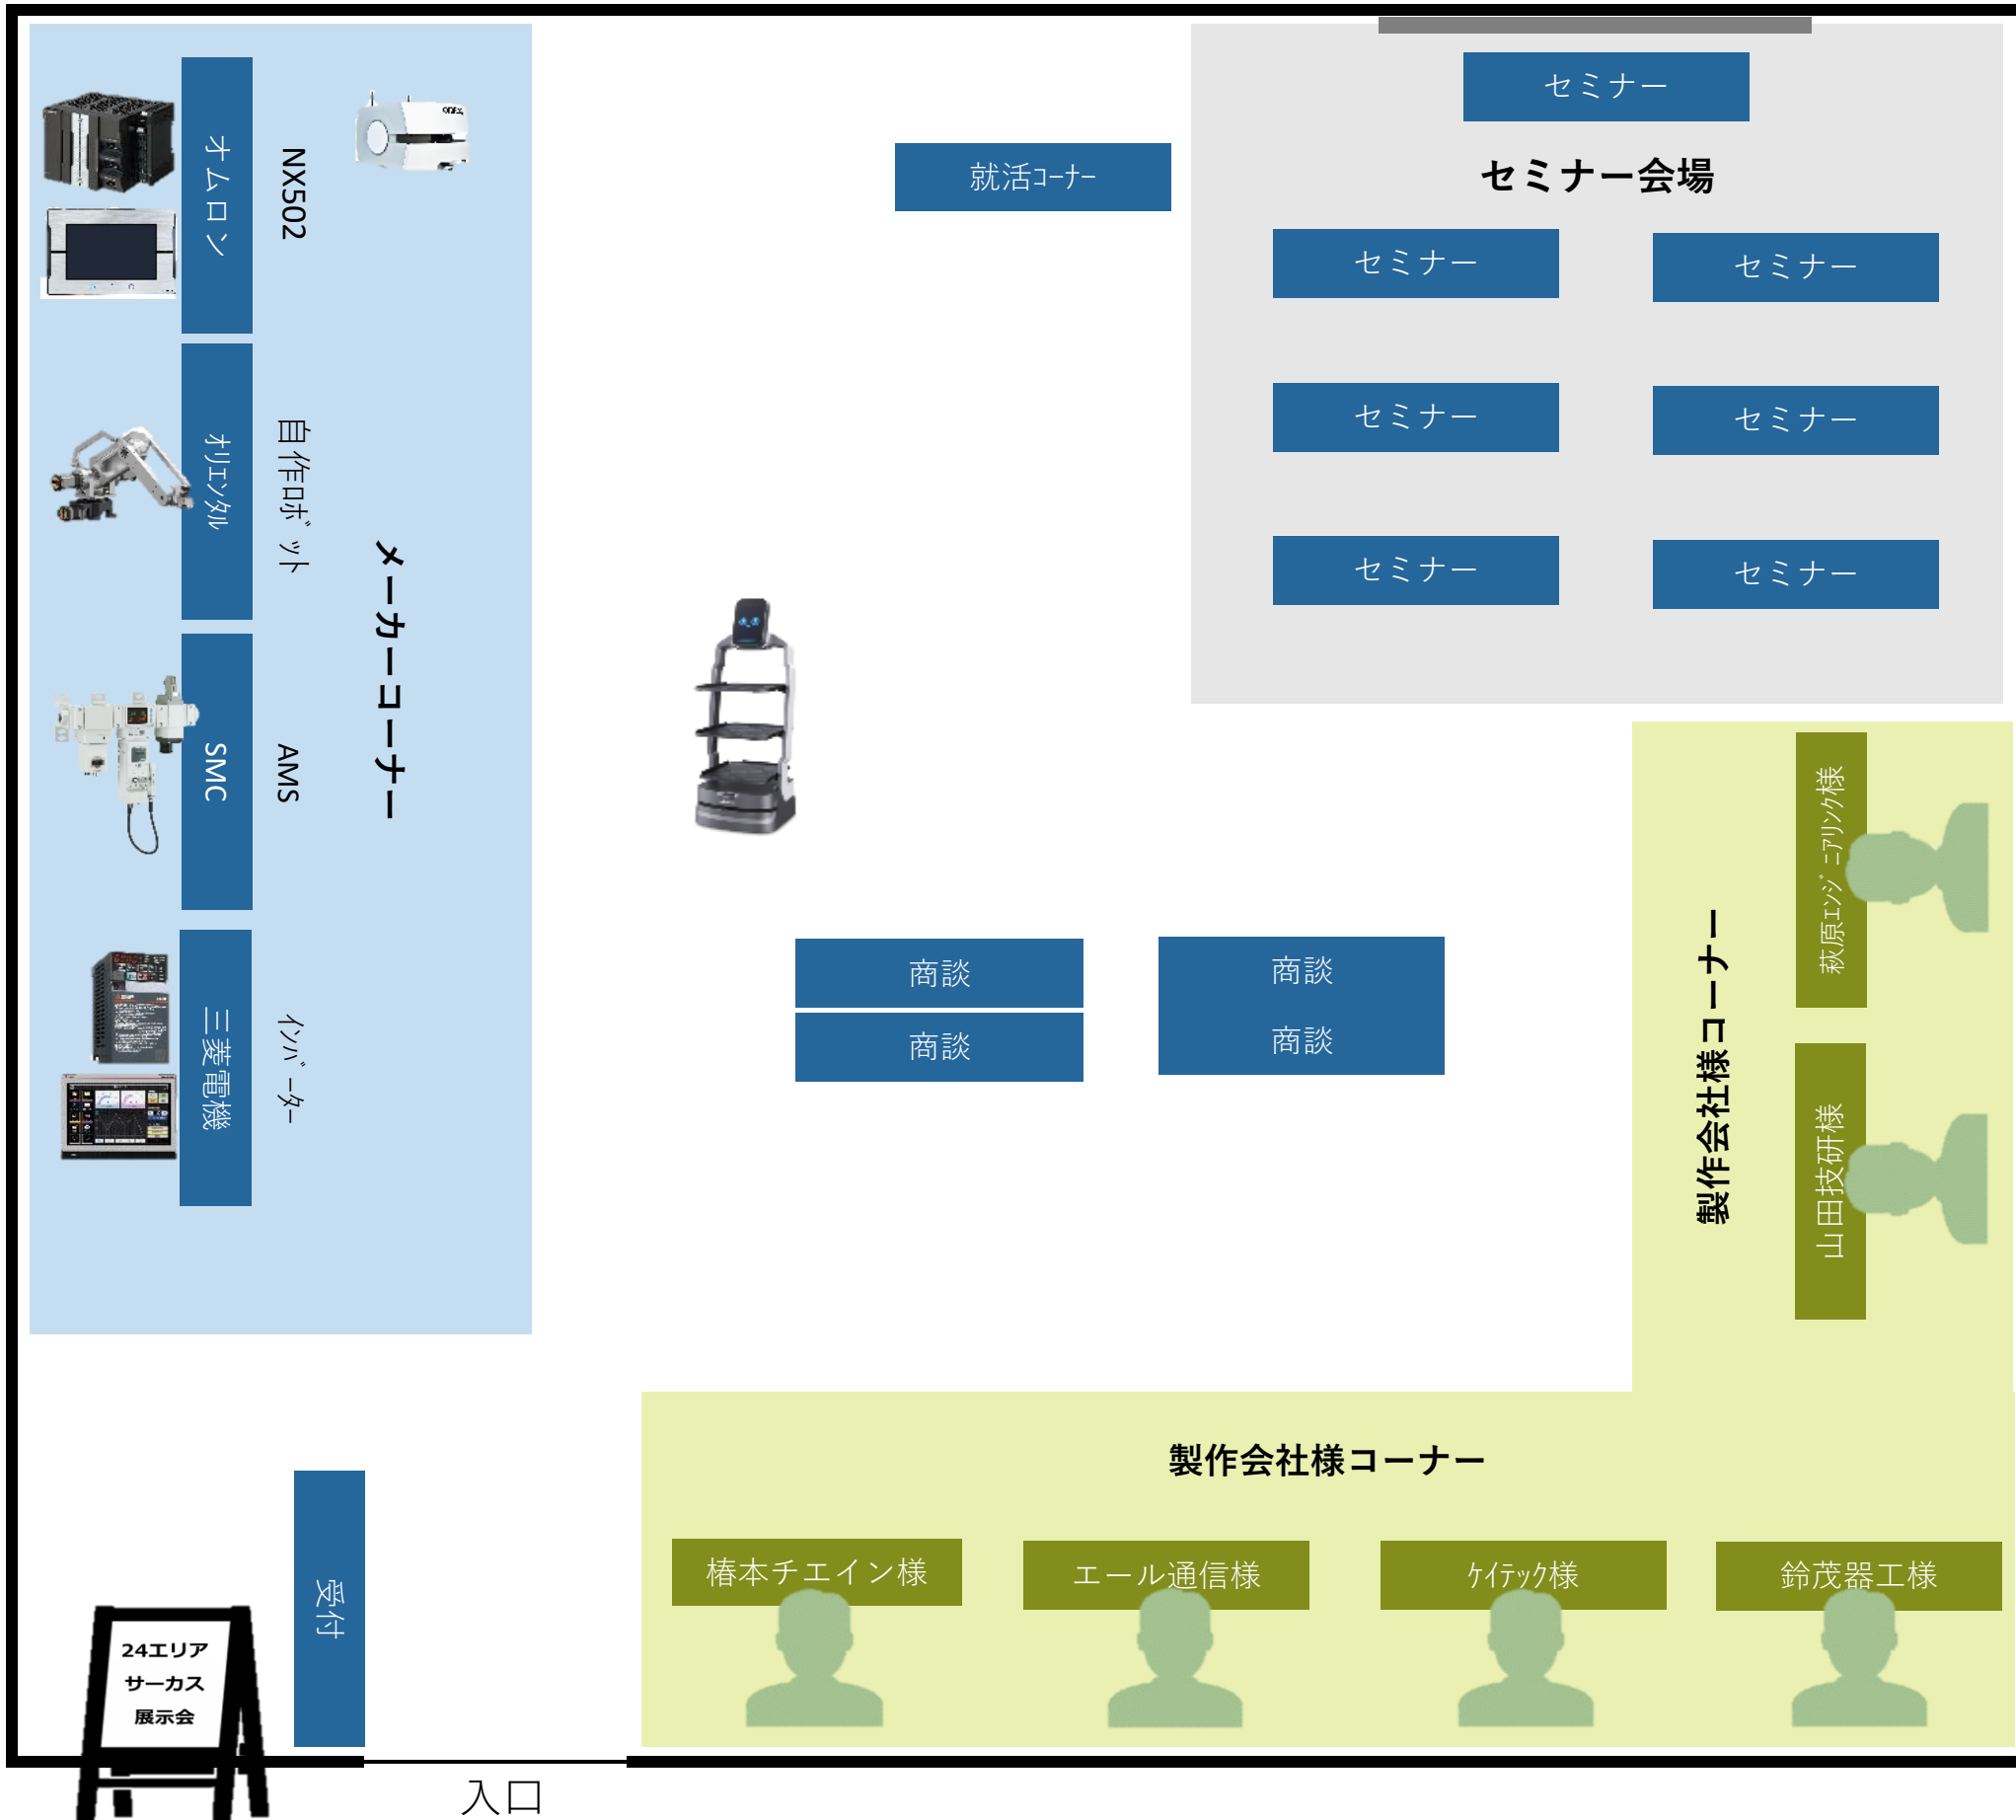 セミナー
セミナー会場
就活ｺｰﾅｰ
セミナー
セミナー
セミナー
セミナー
セミナー
セミナー
オムロン
NX502
ｵﾘｴﾝﾀﾙ
自作ﾛﾎﾞｯﾄ
メーカーコーナー
SMC
AMS
三菱電機
ｲﾝﾊﾞｰﾀｰ
商談
商談
商談
商談
製作会社様コーナー
萩原ｴﾝｼﾞﾆｱﾘﾝｸ様
山田技研様
製作会社様コーナー
椿本チエイン様
エール通信様
ｹｲﾃｯｸ様
鈴茂器工様
受付
24エリア
サーカス
展示会
入口